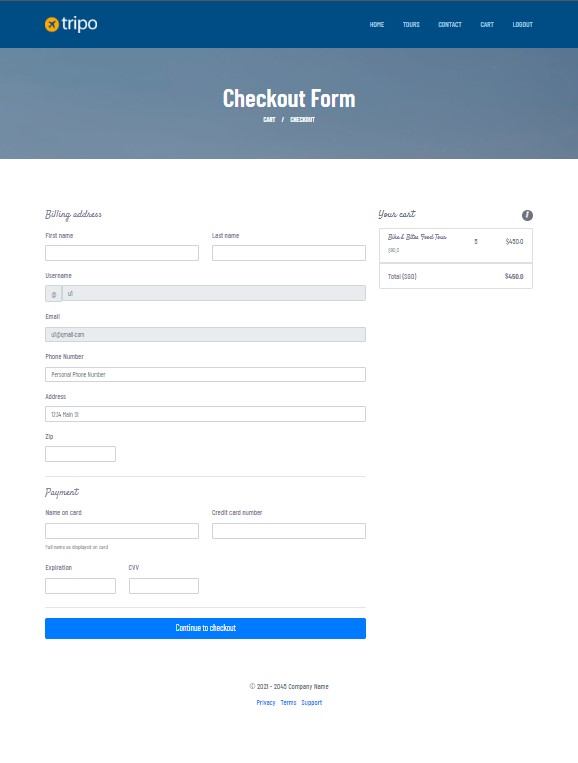 tripo
HOME TOURS CONTACT CART LOGOUT
Checkout Form
CART / CHECKOUT
Billing address
First name Last name
Username
@ u1
Email
u1@gmail.com
Phone Number
Personal Phone Number
Address
1234 Main St
Zip
Payment
Name on card Credit card number
Full name as displayed on card
Expiration CVV
Continue to checkout
Your cart
Bike & Bites Food Tour 5 $450.0
$90.0
Total (SGD) $450.0
© 2021 - 2045 Company Name
Privacy Terms Support